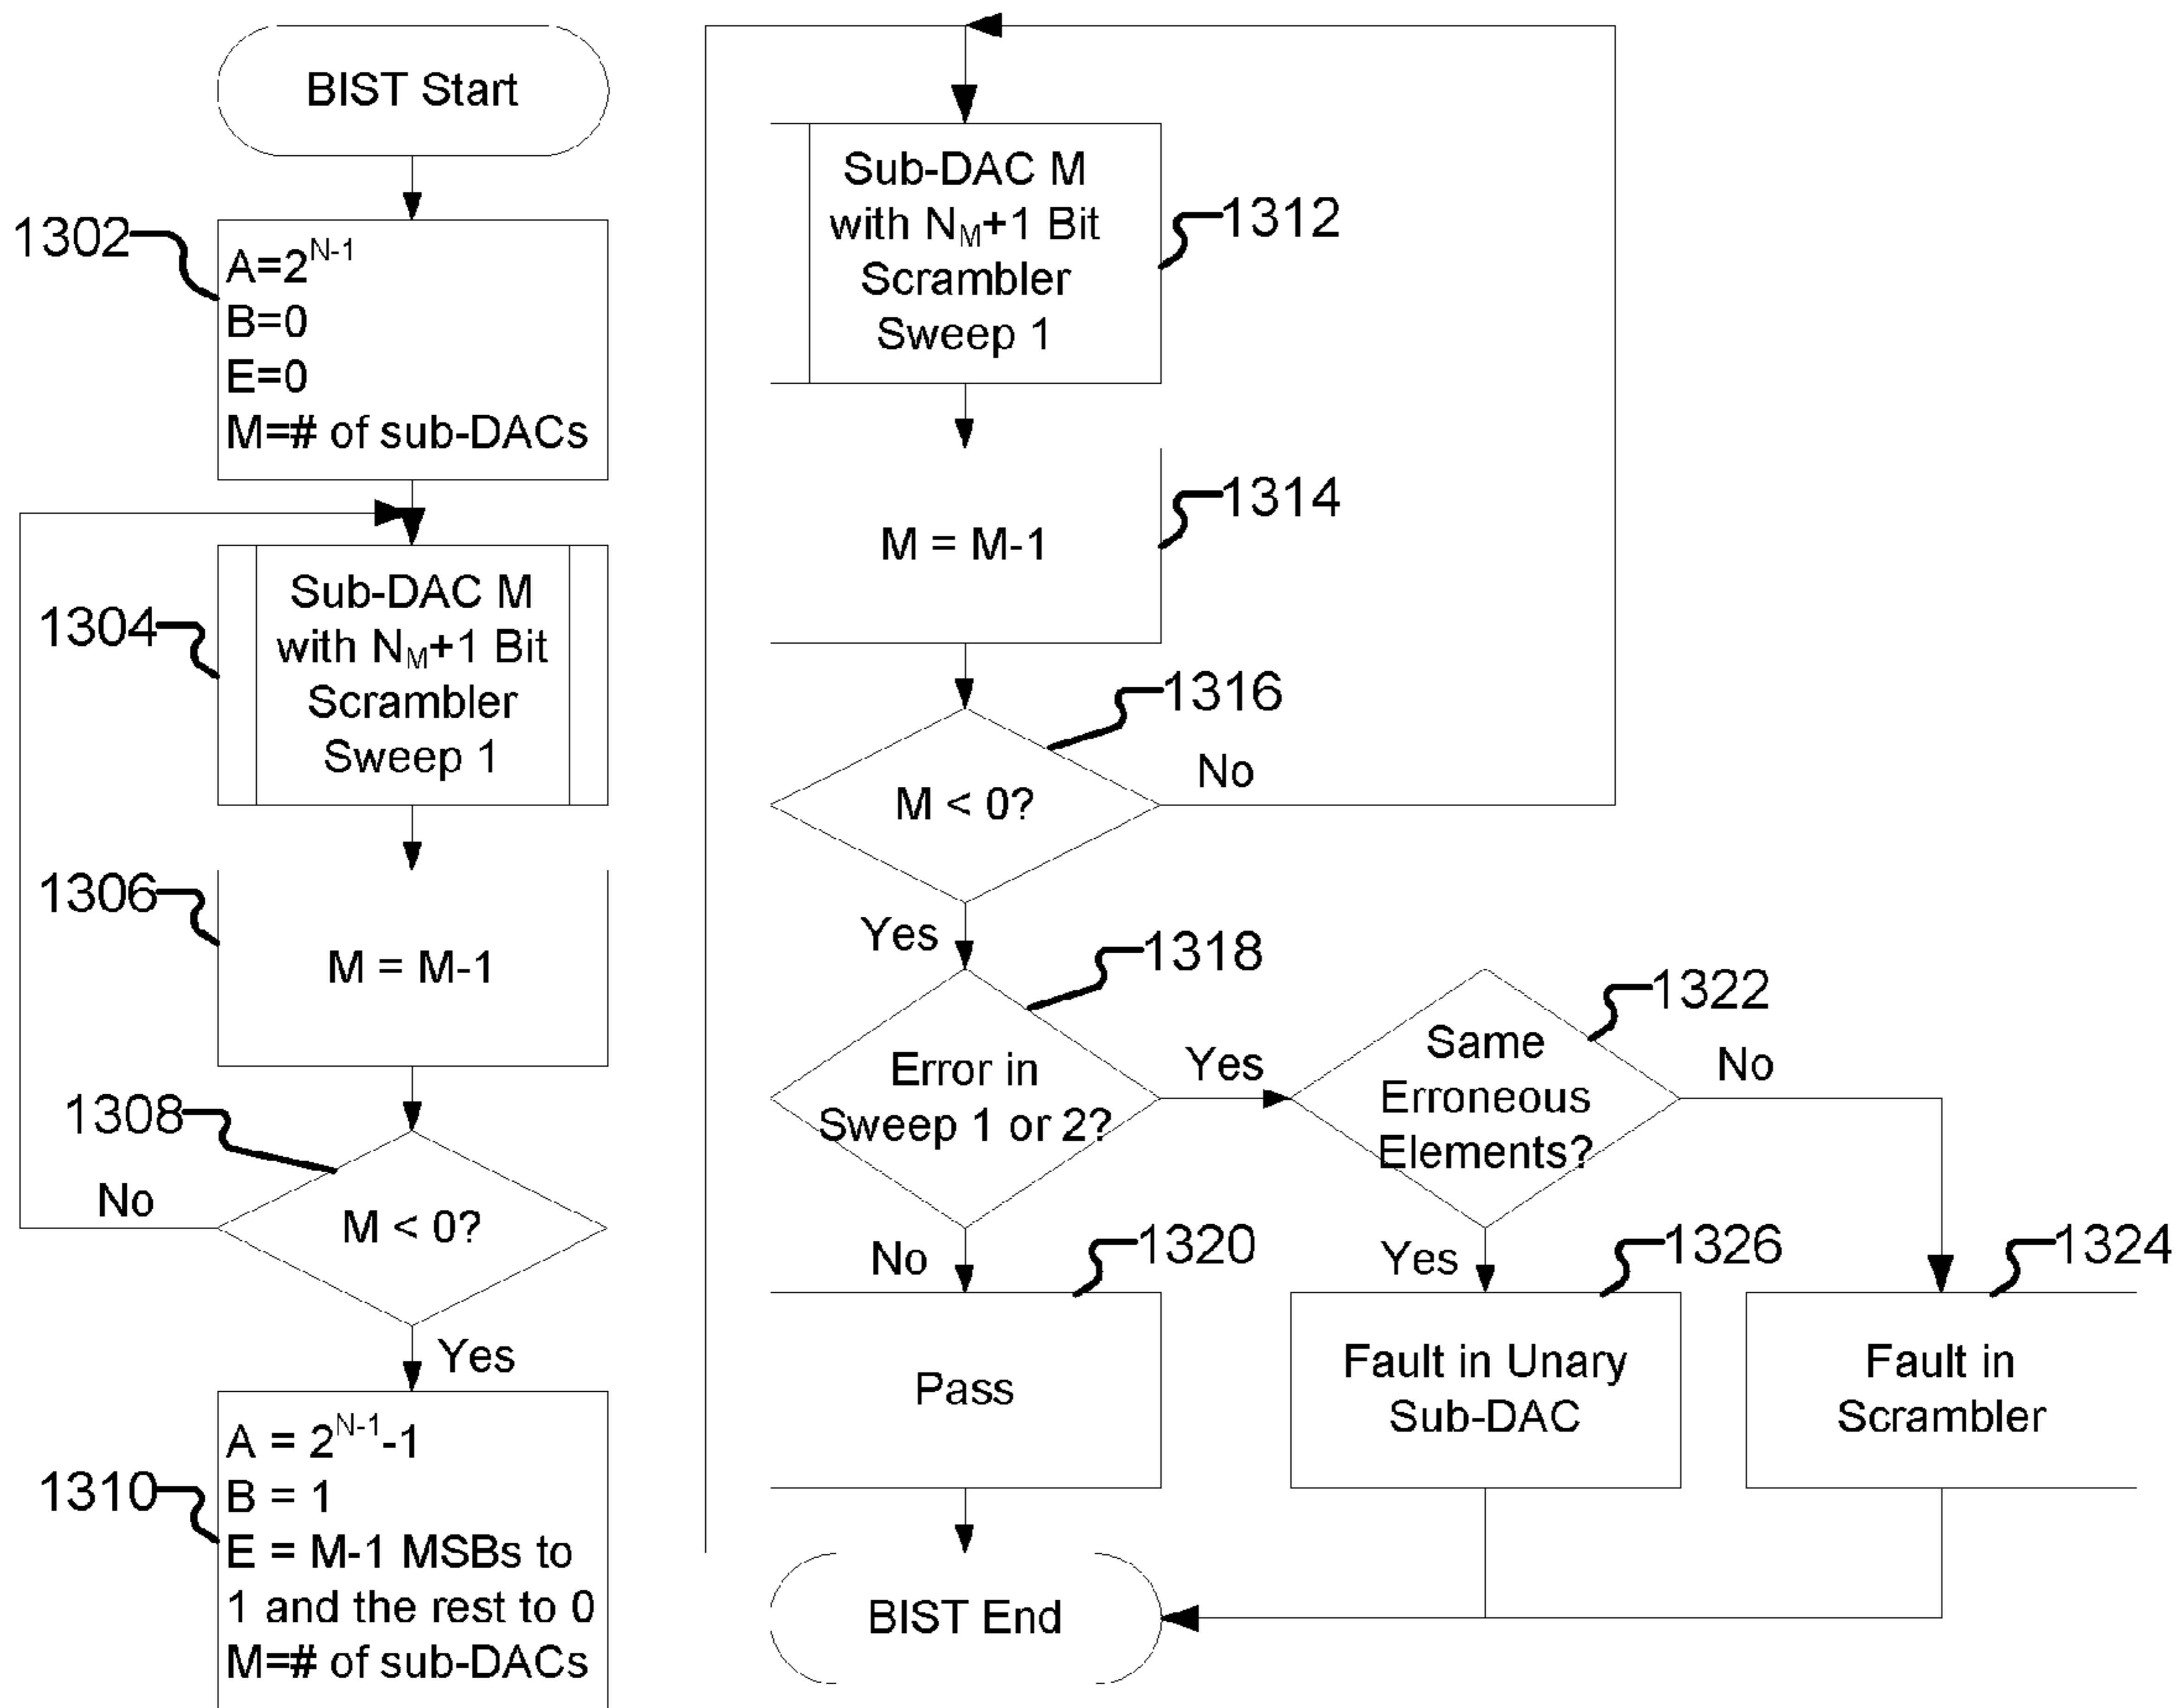 BIST Start
1302
A=2^{N-1}
B=0
E=0
M=# of sub-DACs
1304
Sub-DAC M
with N_M+1 Bit
Scrambler
Sweep 1
1306
M = M-1
1308
M < 0?
No
Yes
1310
A = 2^{N-1}-1
B = 1
E = M-1 MSBs to
1 and the rest to 0
M=# of sub-DACs
Sub-DAC M
with N_M+1 Bit
Scrambler
Sweep 1
1312
M = M-1
1314
1316
M < 0?
No
Yes
1318
Error in
Sweep 1 or 2?
Yes
No
1322
Same
Erroneous
Elements?
No
Yes
1320
Pass
1326
Fault in Unary
Sub-DAC
1324
Fault in
Scrambler
BIST End